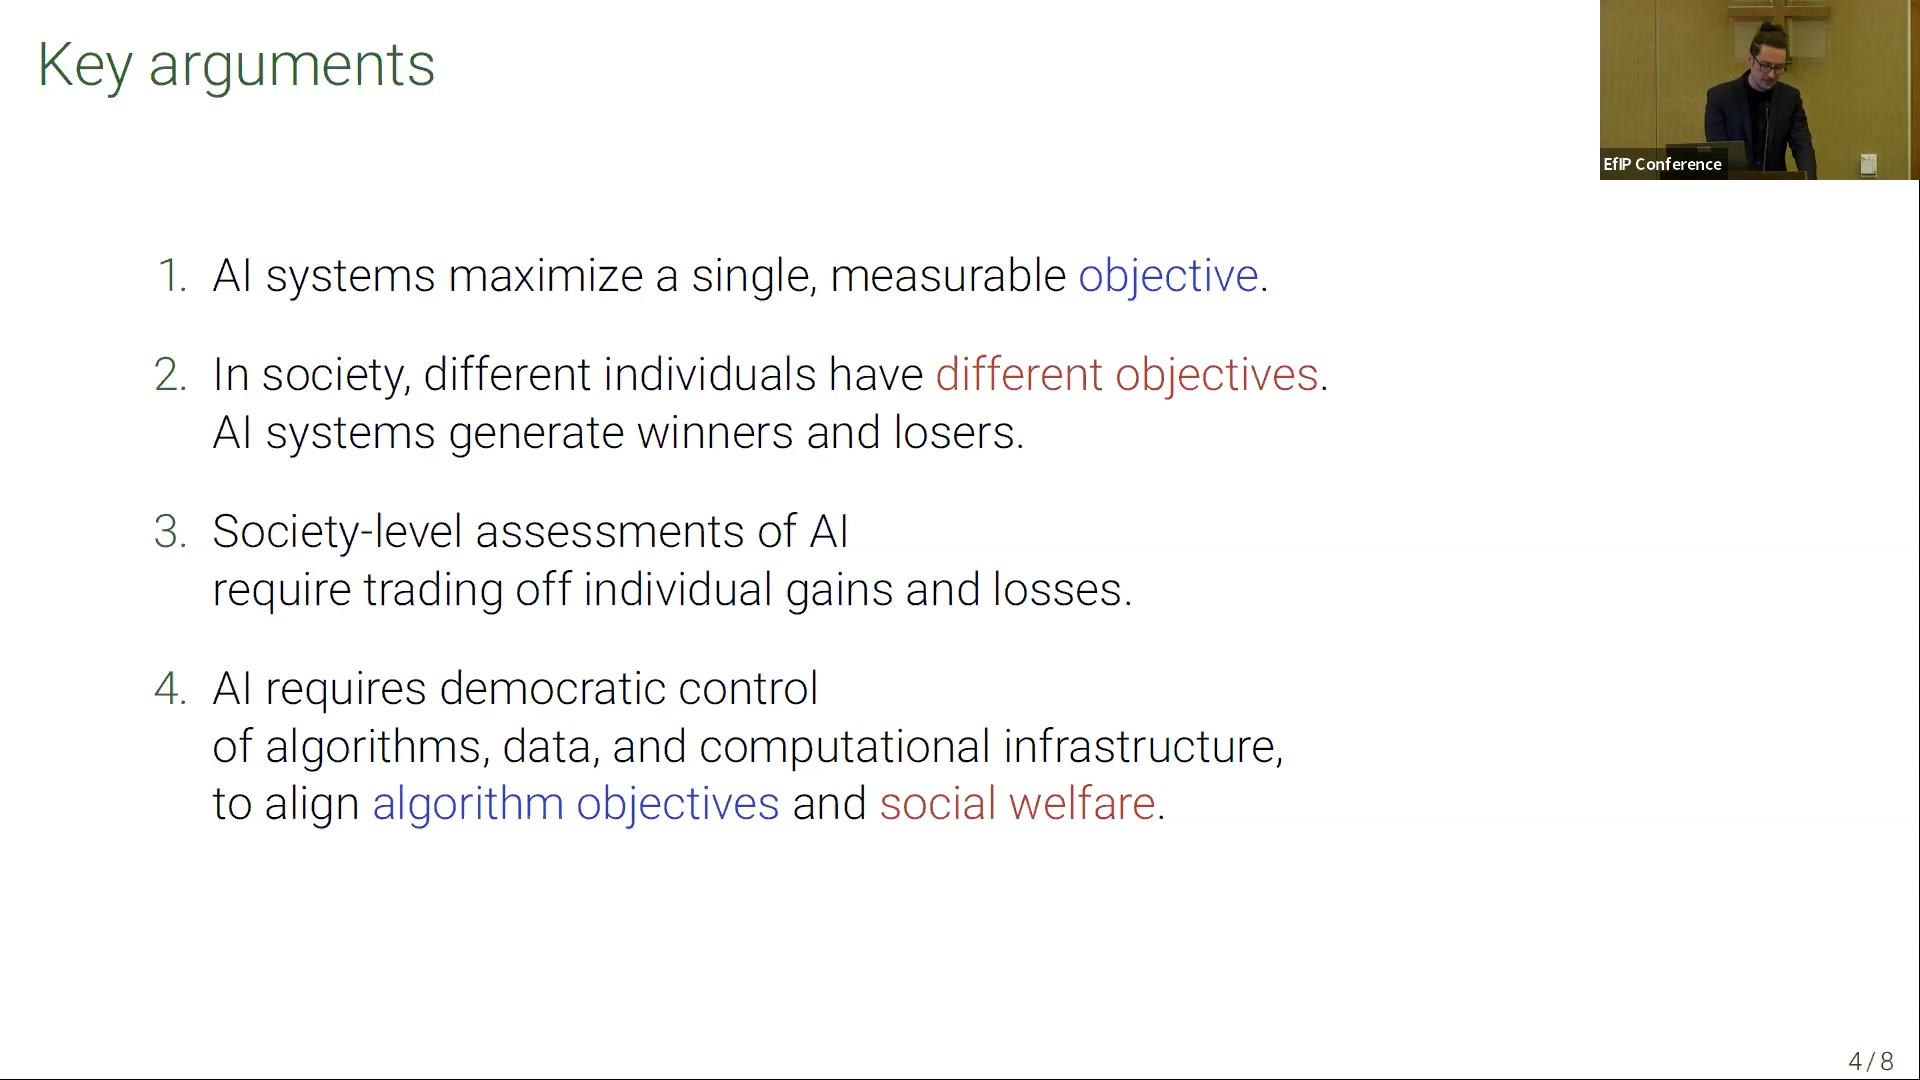 Key arguments
EfIP Conference
1. AI systems maximize a single, measurable objective.
2. In society, different individuals have different objectives.
AI systems generate winners and losers.
3. Society-level assessments of AI
require trading off individual gains and losses.
4. AI requires democratic control
of algorithms, data, and computational infrastructure,
to align algorithm objectives and social welfare.
4 / 8